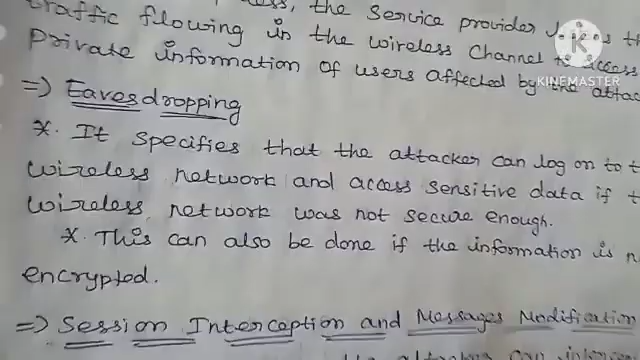 the service provider
traffic flowing in the wireless channel to access
private information of users affected by the
=> Eavesdropping
*. It specifies that the attacker can log on to
wireless network and access sensitive data if
wireless network was not secure enough.
*. This can also be done if the information is
encrypted.
=> Session Interception and Messages Modification
KINEMASTER